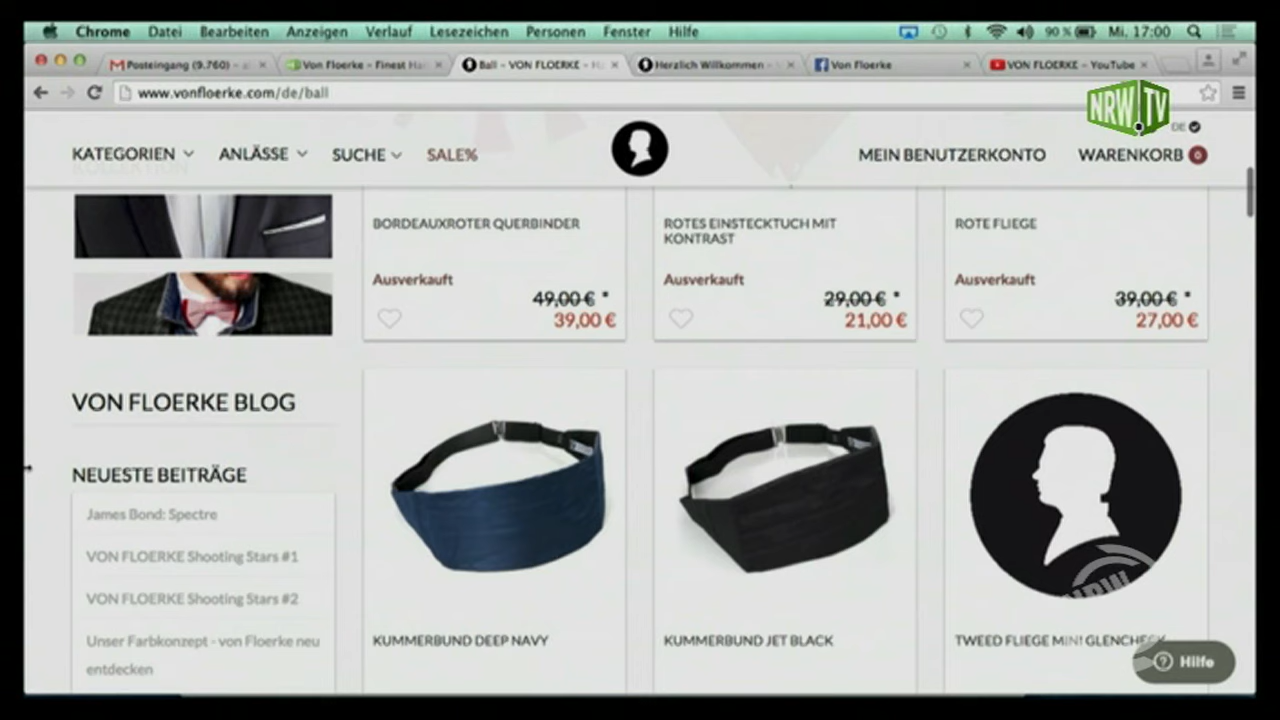 Chrome Datei Bearbeiten Anzeigen Verlauf Lesezeichen Personen Fenster Hilfe 90 % Mi. 17:00
Posteingang (9.760) – Von Floerke – Finest Ball – VON FLOERKE – Herzlich Willkommen – Von Floerke VON FLOERKE – YouTube
www.vonfloerke.com/de/ball
NRW.TV
DE
KATEGORIEN ANLÄSSE SUCHE SALE% MEIN BENUTZERKONTO WARENKORB 0
KOLLEKTION
BORDEAUXROTER QUERBINDER
Ausverkauft
49,00 € *
39,00 €
ROTES EINSTECKTUCH MIT
KONTRAST
Ausverkauft
29,00 € *
21,00 €
ROTE FLIEGE
Ausverkauft
39,00 € *
27,00 €
VON FLOERKE BLOG
NEUESTE BEITRÄGE
James Bond: Spectre
VON FLOERKE Shooting Stars #1
VON FLOERKE Shooting Stars #2
Unser Farbkonzept - von Floerke neu
entdecken
KUMMERBUND DEEP NAVY
KUMMERBUND JET BLACK
NRW
TWEED FLIEGE MINI GLENCHECK
Hilfe